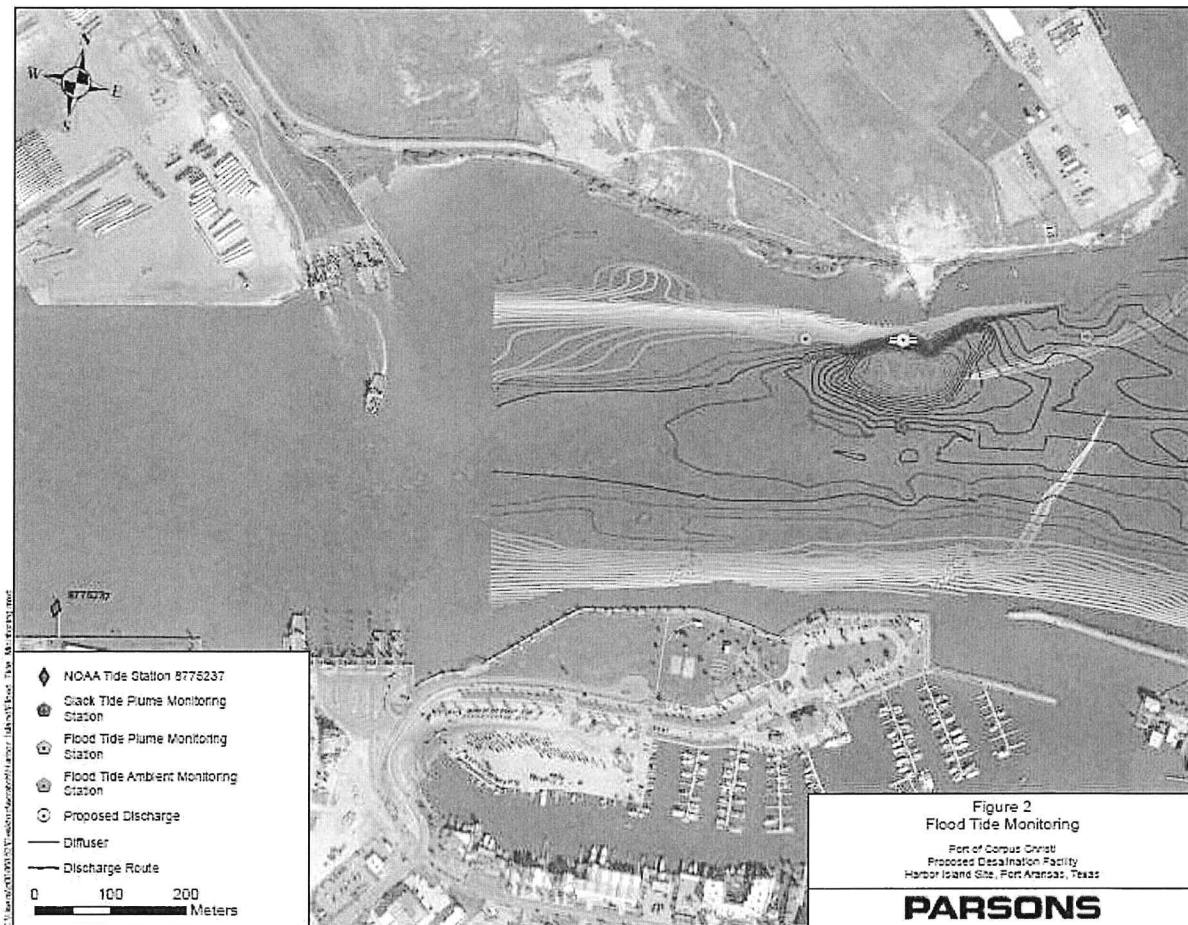 N
W
E
S
8775237
NOAA Tide Station 8775237
Slack Tide Plume Monitoring
Station
Flood Tide Plume Monitoring
Station
Flood Tide Ambient Monitoring
Station
Proposed Discharge
Diffuser
Discharge Route
0 100 200
Meters
Figure 2
Flood Tide Monitoring
Port of Corpus Christi
Proposed Desalination Facility
Harbor Island Site, Port Aransas, Texas
PARSONS